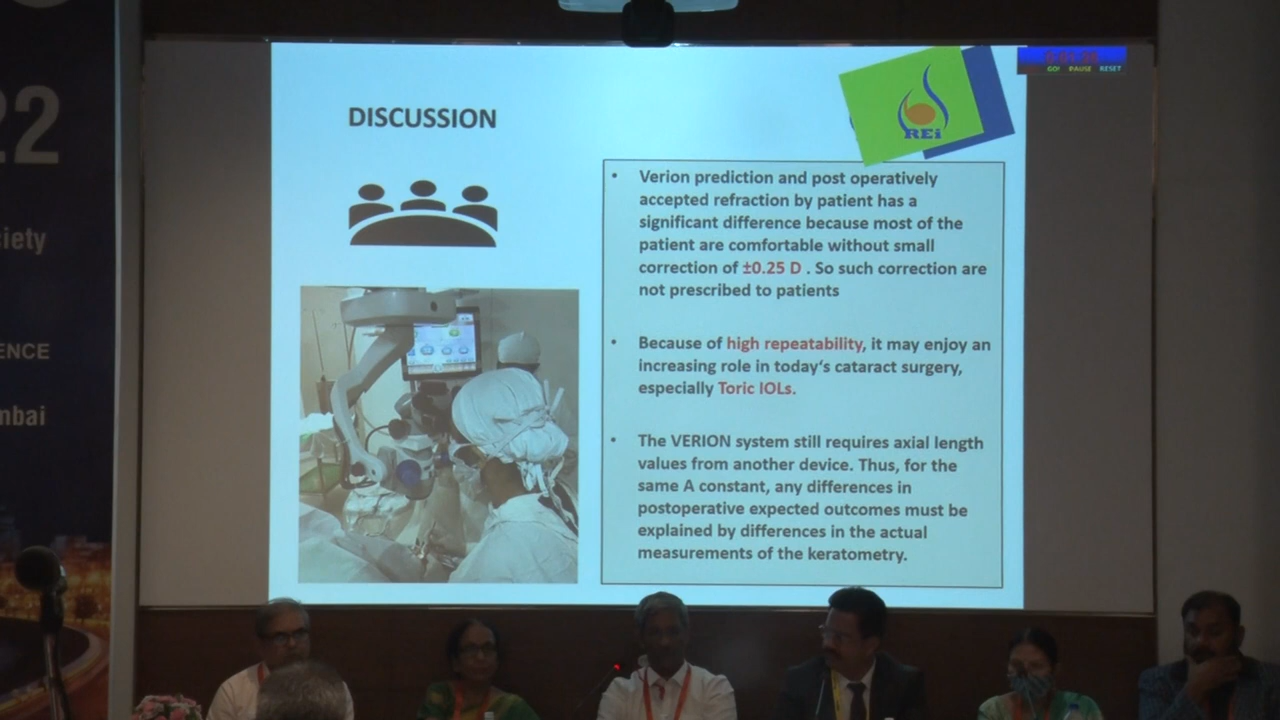 22
ciety
ENCE
mbai
DISCUSSION
REi
GO! PAUSE RESET
• Verion prediction and post operatively
accepted refraction by patient has a
significant difference because most of the
patient are comfortable without small
correction of ±0.25 D . So such correction are
not prescribed to patients
• Because of high repeatability, it may enjoy an
increasing role in today's cataract surgery,
especially Toric IOLs.
• The VERION system still requires axial length
values from another device. Thus, for the
same A constant, any differences in
postoperative expected outcomes must be
explained by differences in the actual
measurements of the keratometry.